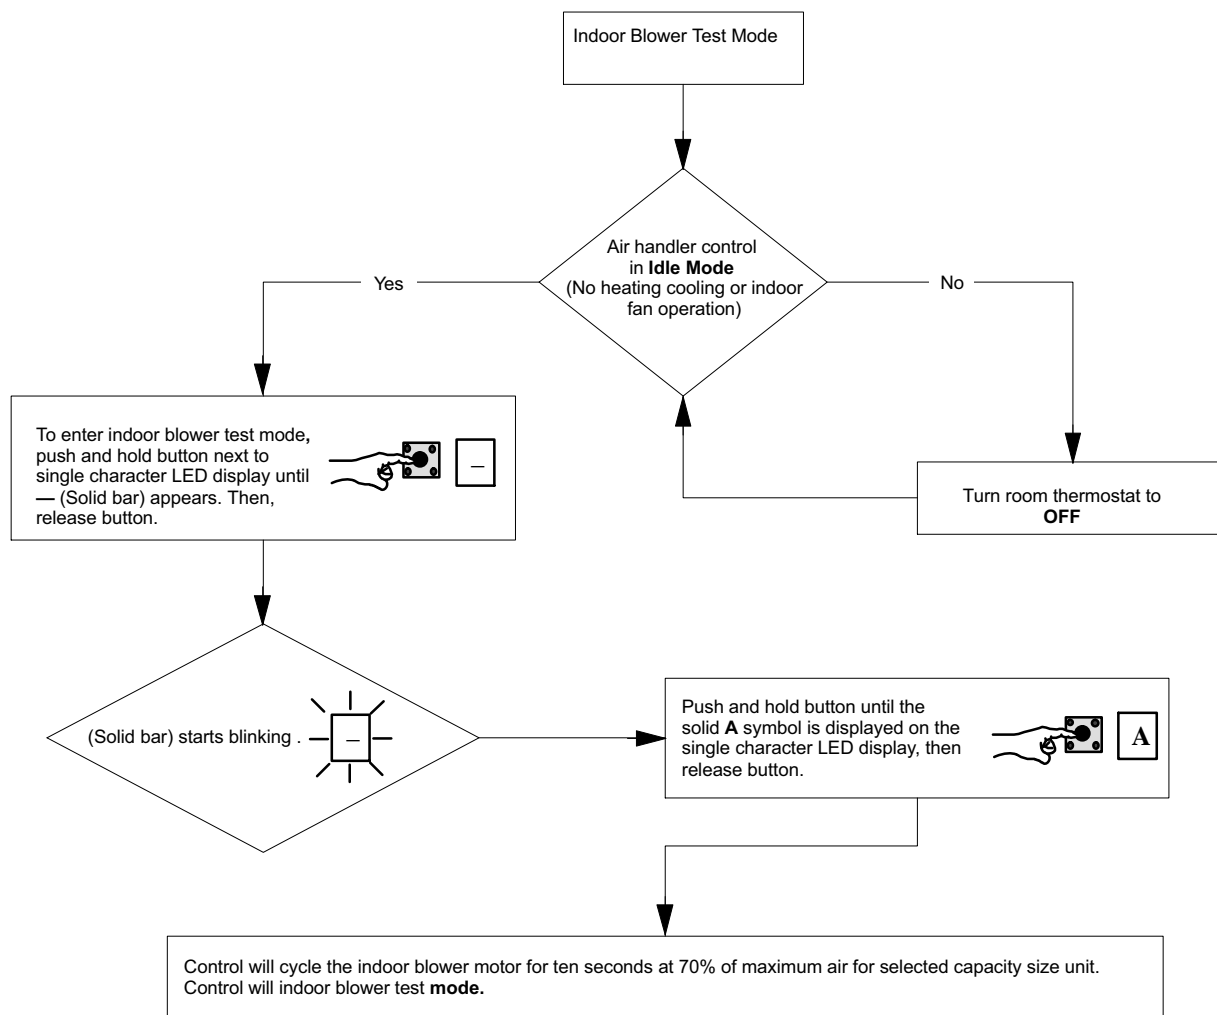 Indoor Blower Test Mode
Air handler control
in Idle Mode
(No heating cooling or indoor
fan operation)
Yes
No
To enter indoor blower test mode,
push and hold button next to
single character LED display until
— (Solid bar) appears. Then,
release button.
–
Turn room thermostat to
OFF
(Solid bar) starts blinking .
–
Push and hold button until the
solid A symbol is displayed on the
single character LED display, then
release button.
A
Control will cycle the indoor blower motor for ten seconds at 70% of maximum air for selected capacity size unit.
Control will indoor blower test mode.